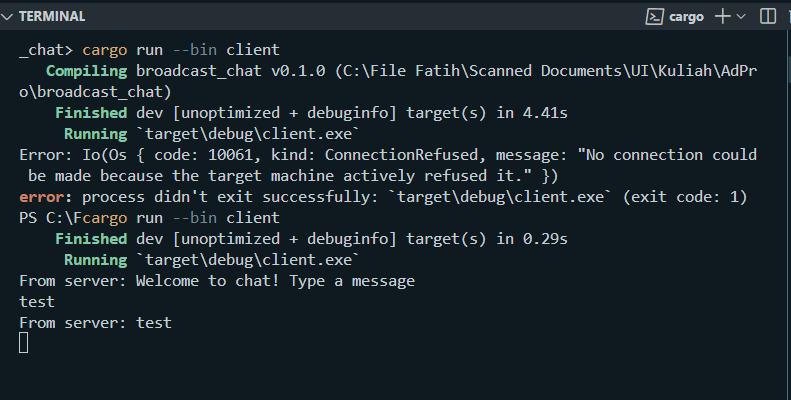 TERMINAL
cargo
_chat> cargo run --bin client
Compiling broadcast_chat v0.1.0 (C:\File Fatih\Scanned Documents\UI\Kuliah\AdPr
o\broadcast_chat)
Finished dev [unoptimized + debuginfo] target(s) in 4.41s
Running `target\debug\client.exe`
Error: Io(Os { code: 10061, kind: ConnectionRefused, message: "No connection could
be made because the target machine actively refused it." })
error: process didn't exit successfully: `target\debug\client.exe` (exit code: 1)
PS C:\Fcargo run --bin client
Finished dev [unoptimized + debuginfo] target(s) in 0.29s
Running `target\debug\client.exe`
From server: Welcome to chat! Type a message
test
From server: test